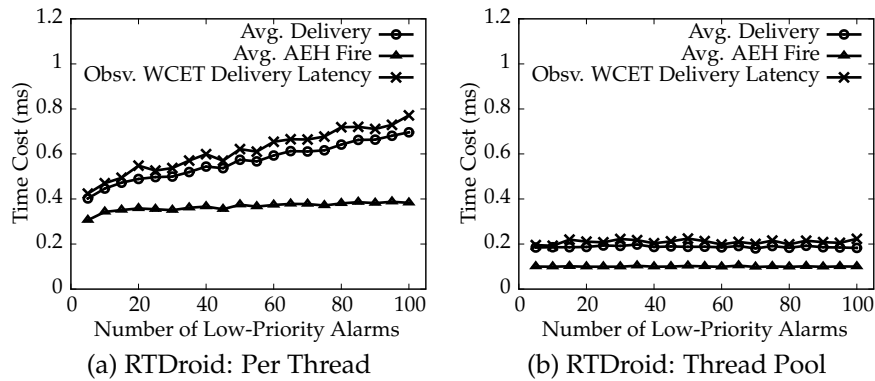 1.2
1
0.8
0.6
0.4
0.2
0
Time Cost (ms)
Avg. Delivery
Avg. AEH Fire
Obsv. WCET Delivery Latency
0 20 40 60 80 100
Number of Low-Priority Alarms
(a) RTDroid: Per Thread
1.2
1
0.8
0.6
0.4
0.2
0
Time Cost (ms)
Avg. Delivery
Avg. AEH Fire
Obsv. WCET Delivery Latency
0 20 40 60 80 100
Number of Low-Priority Alarms
(b) RTDroid: Thread Pool